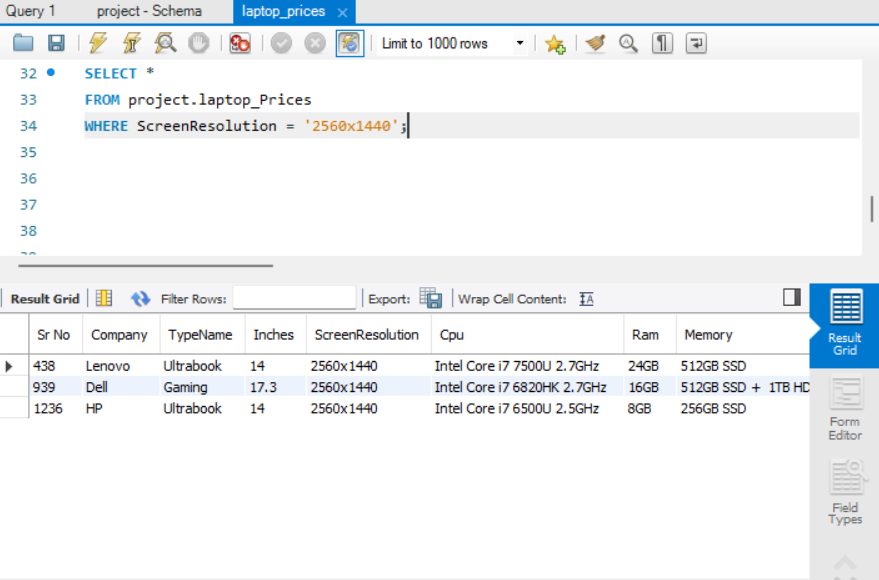 Query 1 project - Schema laptop_prices
Limit to 1000 rows
32 SELECT *
33 FROM project.laptop_Prices
34 WHERE ScreenResolution = '2560x1440';
35
36
37
38
Result Grid Filter Rows: Export: Wrap Cell Content: IA
Sr No Company TypeName Inches ScreenResolution Cpu Ram Memory
438 Lenovo Ultrabook 14 2560x1440 Intel Core i7 7500U 2.7GHz 24GB 512GB SSD
939 Dell Gaming 17.3 2560x1440 Intel Core i7 6820HK 2.7GHz 16GB 512GB SSD + 1TB HD
1236 HP Ultrabook 14 2560x1440 Intel Core i7 6500U 2.5GHz 8GB 256GB SSD
Result
Grid
Form
Editor
Field
Types